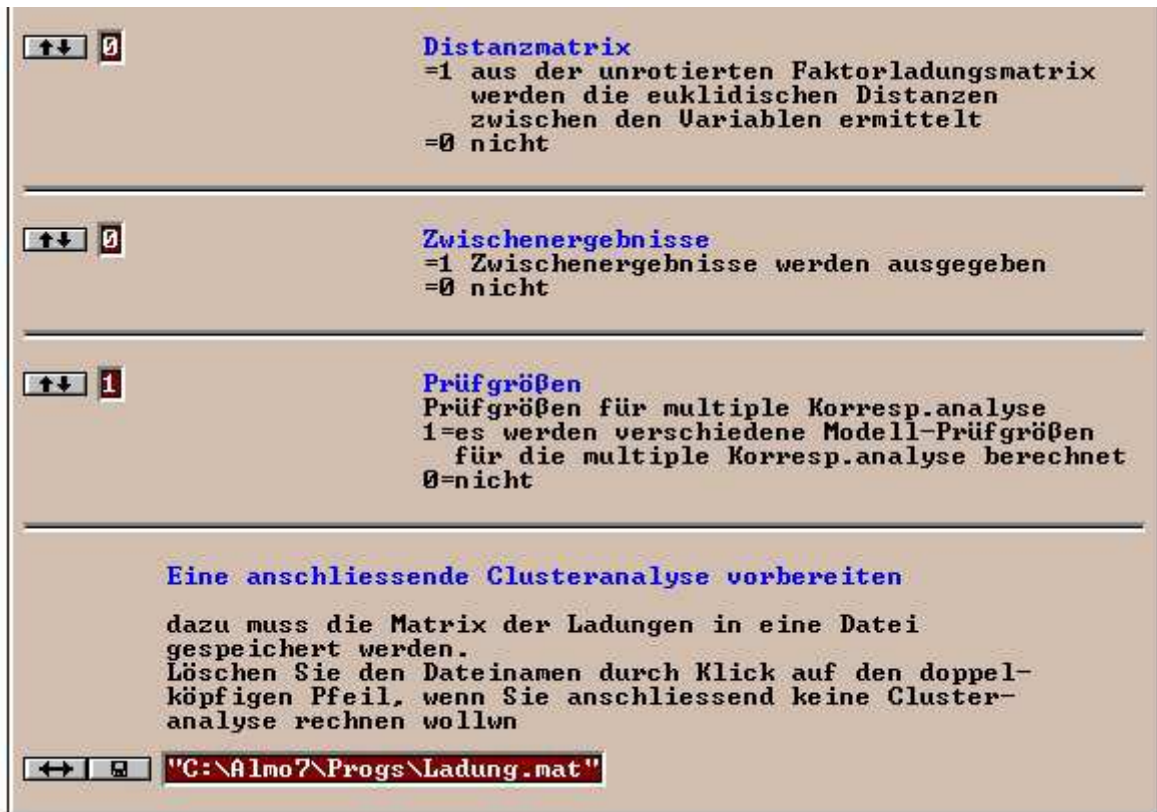 0 Distanzmatrix
=1 aus der unrotierten Faktorladungsmatrix
werden die euklidischen Distanzen
zwischen den Variablen ermittelt
=0 nicht
0 Zwischenergebnisse
=1 Zwischenergebnisse werden ausgegeben
=0 nicht
1 Prüfgrößen
Prüfgrößen für multiple Korresp.analyse
1=es werden verschiedene Modell-Prüfgrößen
für die multiple Korresp.analyse berechnet
0=nicht
Eine anschliessende Clusteranalyse vorbereiten
dazu muss die Matrix der Ladungen in eine Datei
gespeichert werden.
Löschen Sie den Dateinamen durch Klick auf den doppel-
köpfigen Pfeil, wenn Sie anschliessend keine Cluster-
analyse rechnen wollwn
"C:\Almo7\Progs\Ladung.mat"